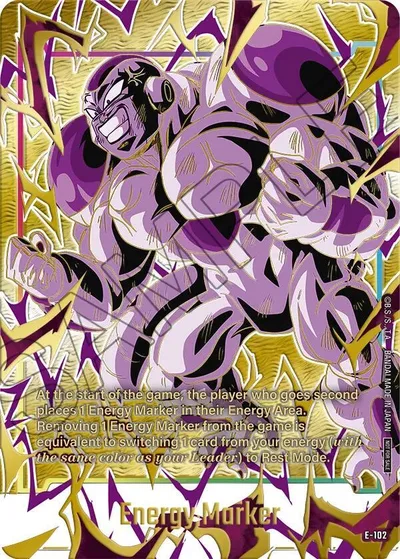 At the start of the game, the player who goes second
places 1 Energy Marker in their Energy Area.
Removing 1 Energy Marker from the game is
equivalent to switching 1 card from your energy (with
the same color as your Leader) to Rest Mode.
Energy Marker
E-102
©B.S./S., T.A. BANDAI MADE IN JAPAN
NOT FOR SALE